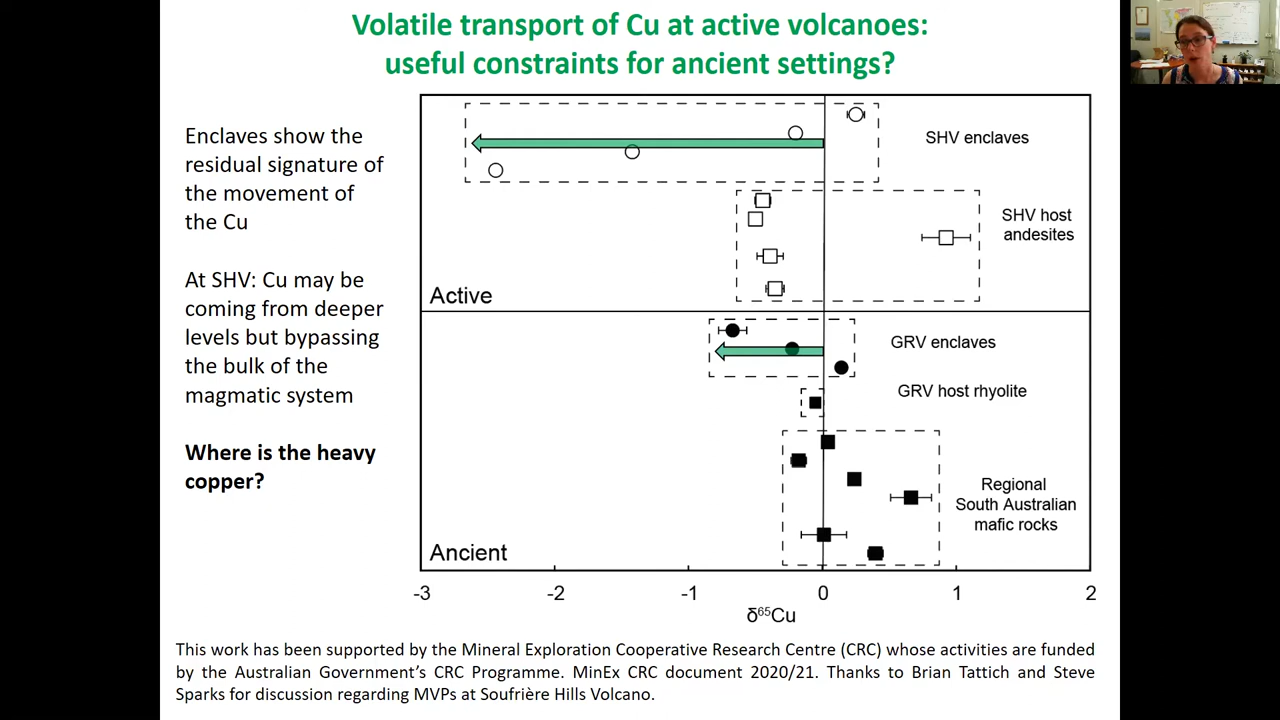 Volatile transport of Cu at active volcanoes:
useful constraints for ancient settings?
Enclaves show the
residual signature of
the movement of
the Cu
At SHV: Cu may be
coming from deeper
levels but bypassing
the bulk of the
magmatic system
Where is the heavy
copper?
SHV enclaves
SHV host
andesites
Active
GRV enclaves
GRV host rhyolite
Regional
South Australian
mafic rocks
Ancient
-3 -2 -1 0 1 2
δ⁶⁵Cu
This work has been supported by the Mineral Exploration Cooperative Research Centre (CRC) whose activities are funded
by the Australian Government’s CRC Programme. MinEx CRC document 2020/21. Thanks to Brian Tattich and Steve
Sparks for discussion regarding MVPs at Soufrière Hills Volcano.